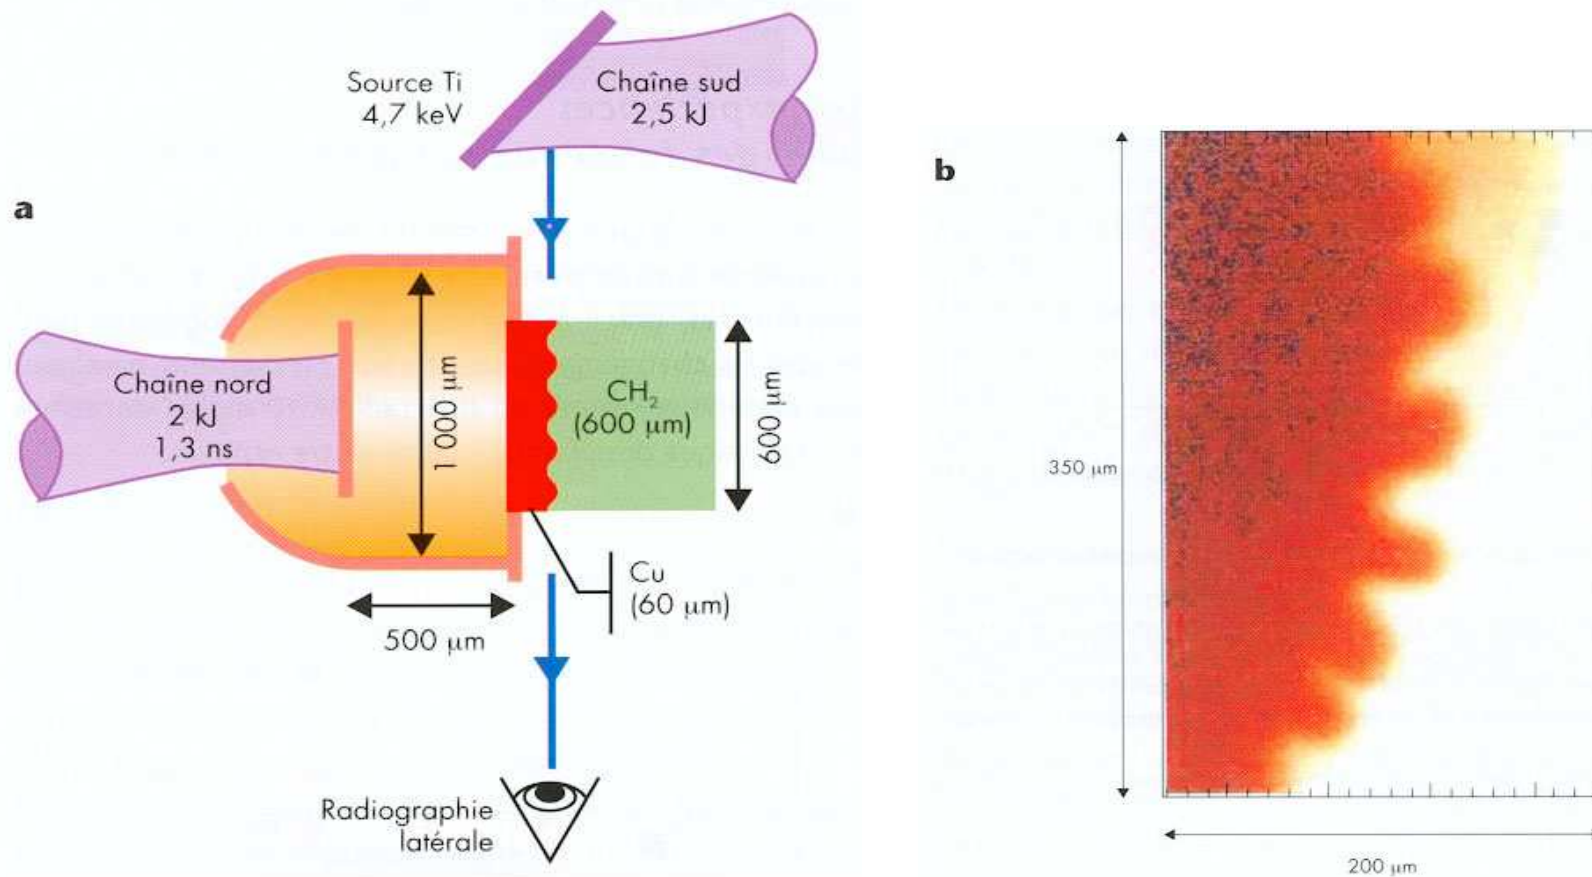 Source Ti
4,7 keV
Chaîne sud
2,5 kJ
a
Chaîne nord
2 kJ
1,3 ns
1 000 μm
CH₂
(600 μm)
600 μm
Cu
(60 μm)
500 μm
Radiographie
latérale
b
350 μm
200 μm